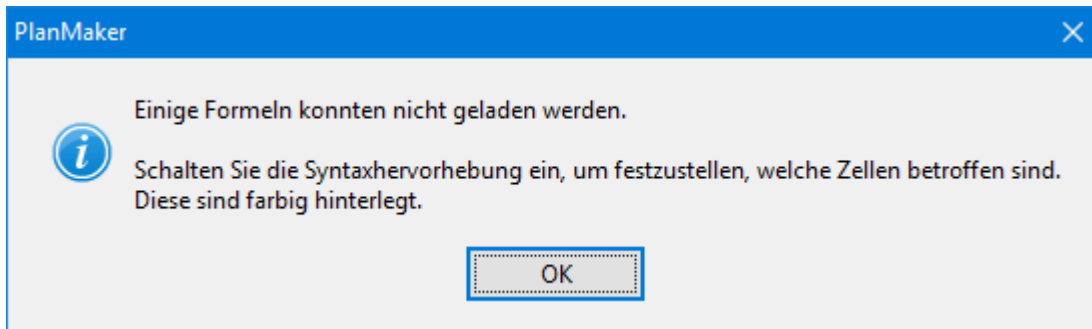 PlanMaker
Einige Formeln konnten nicht geladen werden.
Schalten Sie die Syntaxhervorhebung ein, um festzustellen, welche Zellen betroffen sind.
Diese sind farbig hinterlegt.
OK